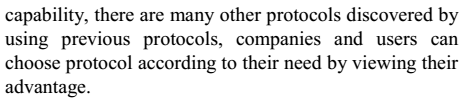 capability, there are many other protocols discovered by
using previous protocols, companies and users can
choose protocol according to their need by viewing their
advantage.